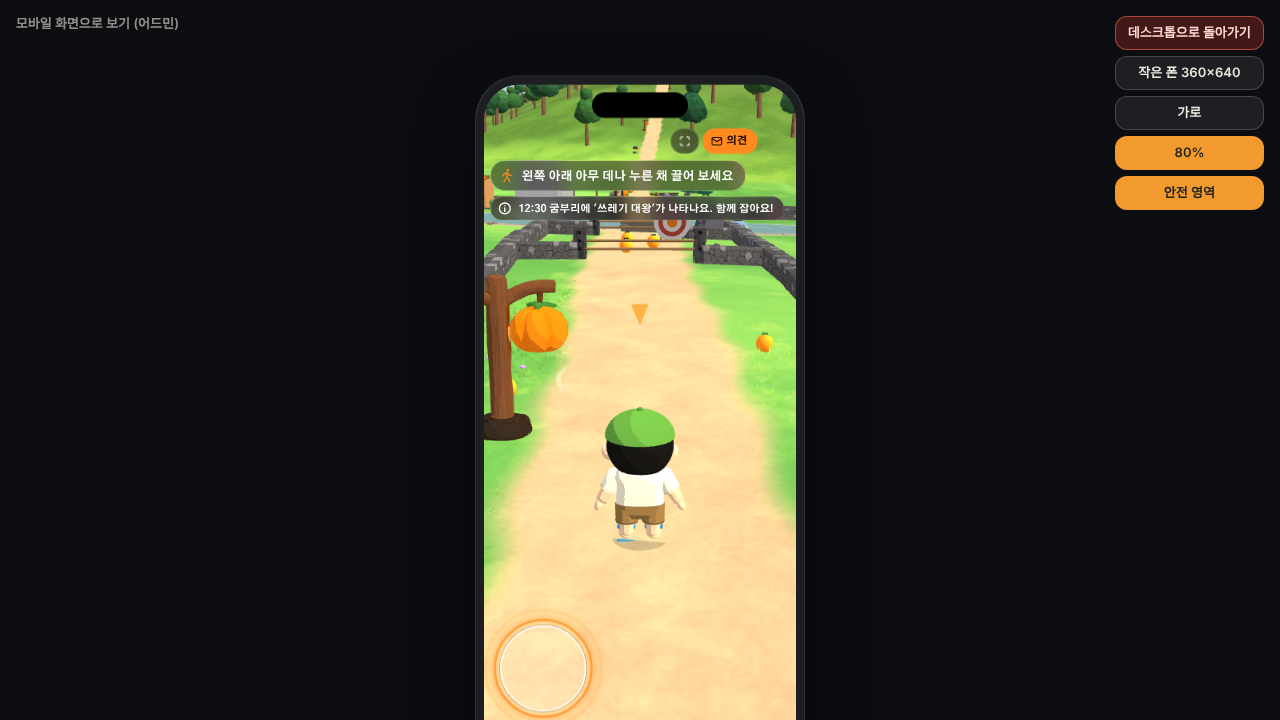 모바일 화면으로 보기 (어드민)
데스크톱으로 돌아가기
작은 폰 360×640
가로
80%
안전 영역
의견
왼쪽 아래 아무 데나 누른 채 끌어 보세요
12:30 굼부리에 ‘쓰레기 대왕’가 나타나요. 함께 잡아요!